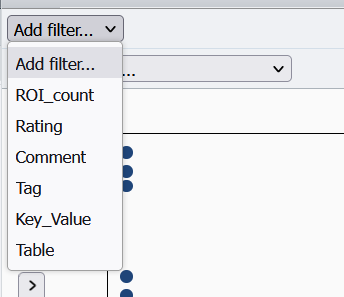 Add filter...
...
Add filter...
ROI_count
Rating
Comment
Tag
Key_Value
Table